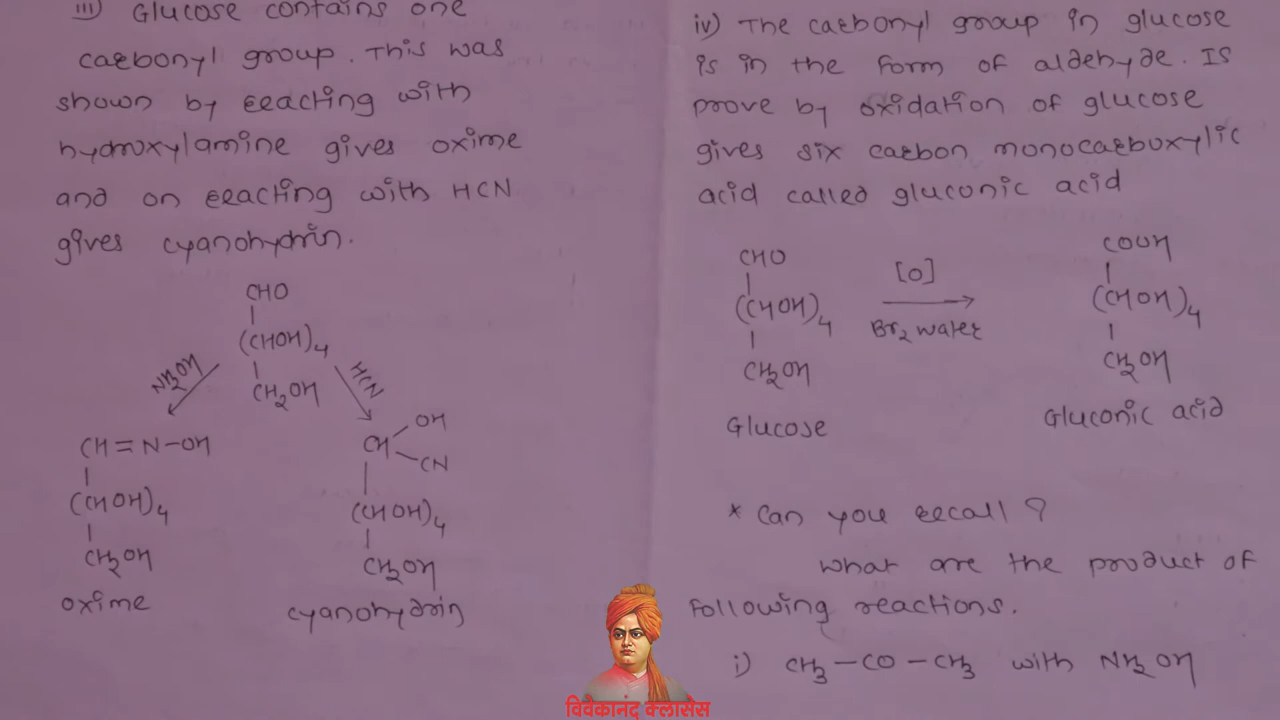 iii) Glucose contains one
carbonyl group. This was
shown by reacting with
hydroxylamine gives oxime
and on reacting with HCN
gives cyanohydrin.
CHO
|
(CHOH)4
|
CH2OH
NH2OH
HCN
CH=N-OH
|
(CHOH)4
|
CH2OH
oxime
OH
CH
CN
|
(CHOH)4
|
CH2OH
cyanohydrin
iv) The carbonyl group in glucose
is in the form of aldehyde. Is
prove by oxidation of glucose
gives six carbon monocarboxylic
acid called gluconic acid
CHO
|
(CHOH)4
|
CH2OH
Glucose
[O]
Br2 water
COOH
|
(CHOH)4
|
CH2OH
Gluconic acid
* Can you recall ?
what are the product of
following reactions.
i) CH3-CO-CH3 with NH2OH
विवेकानंद क्लासेस